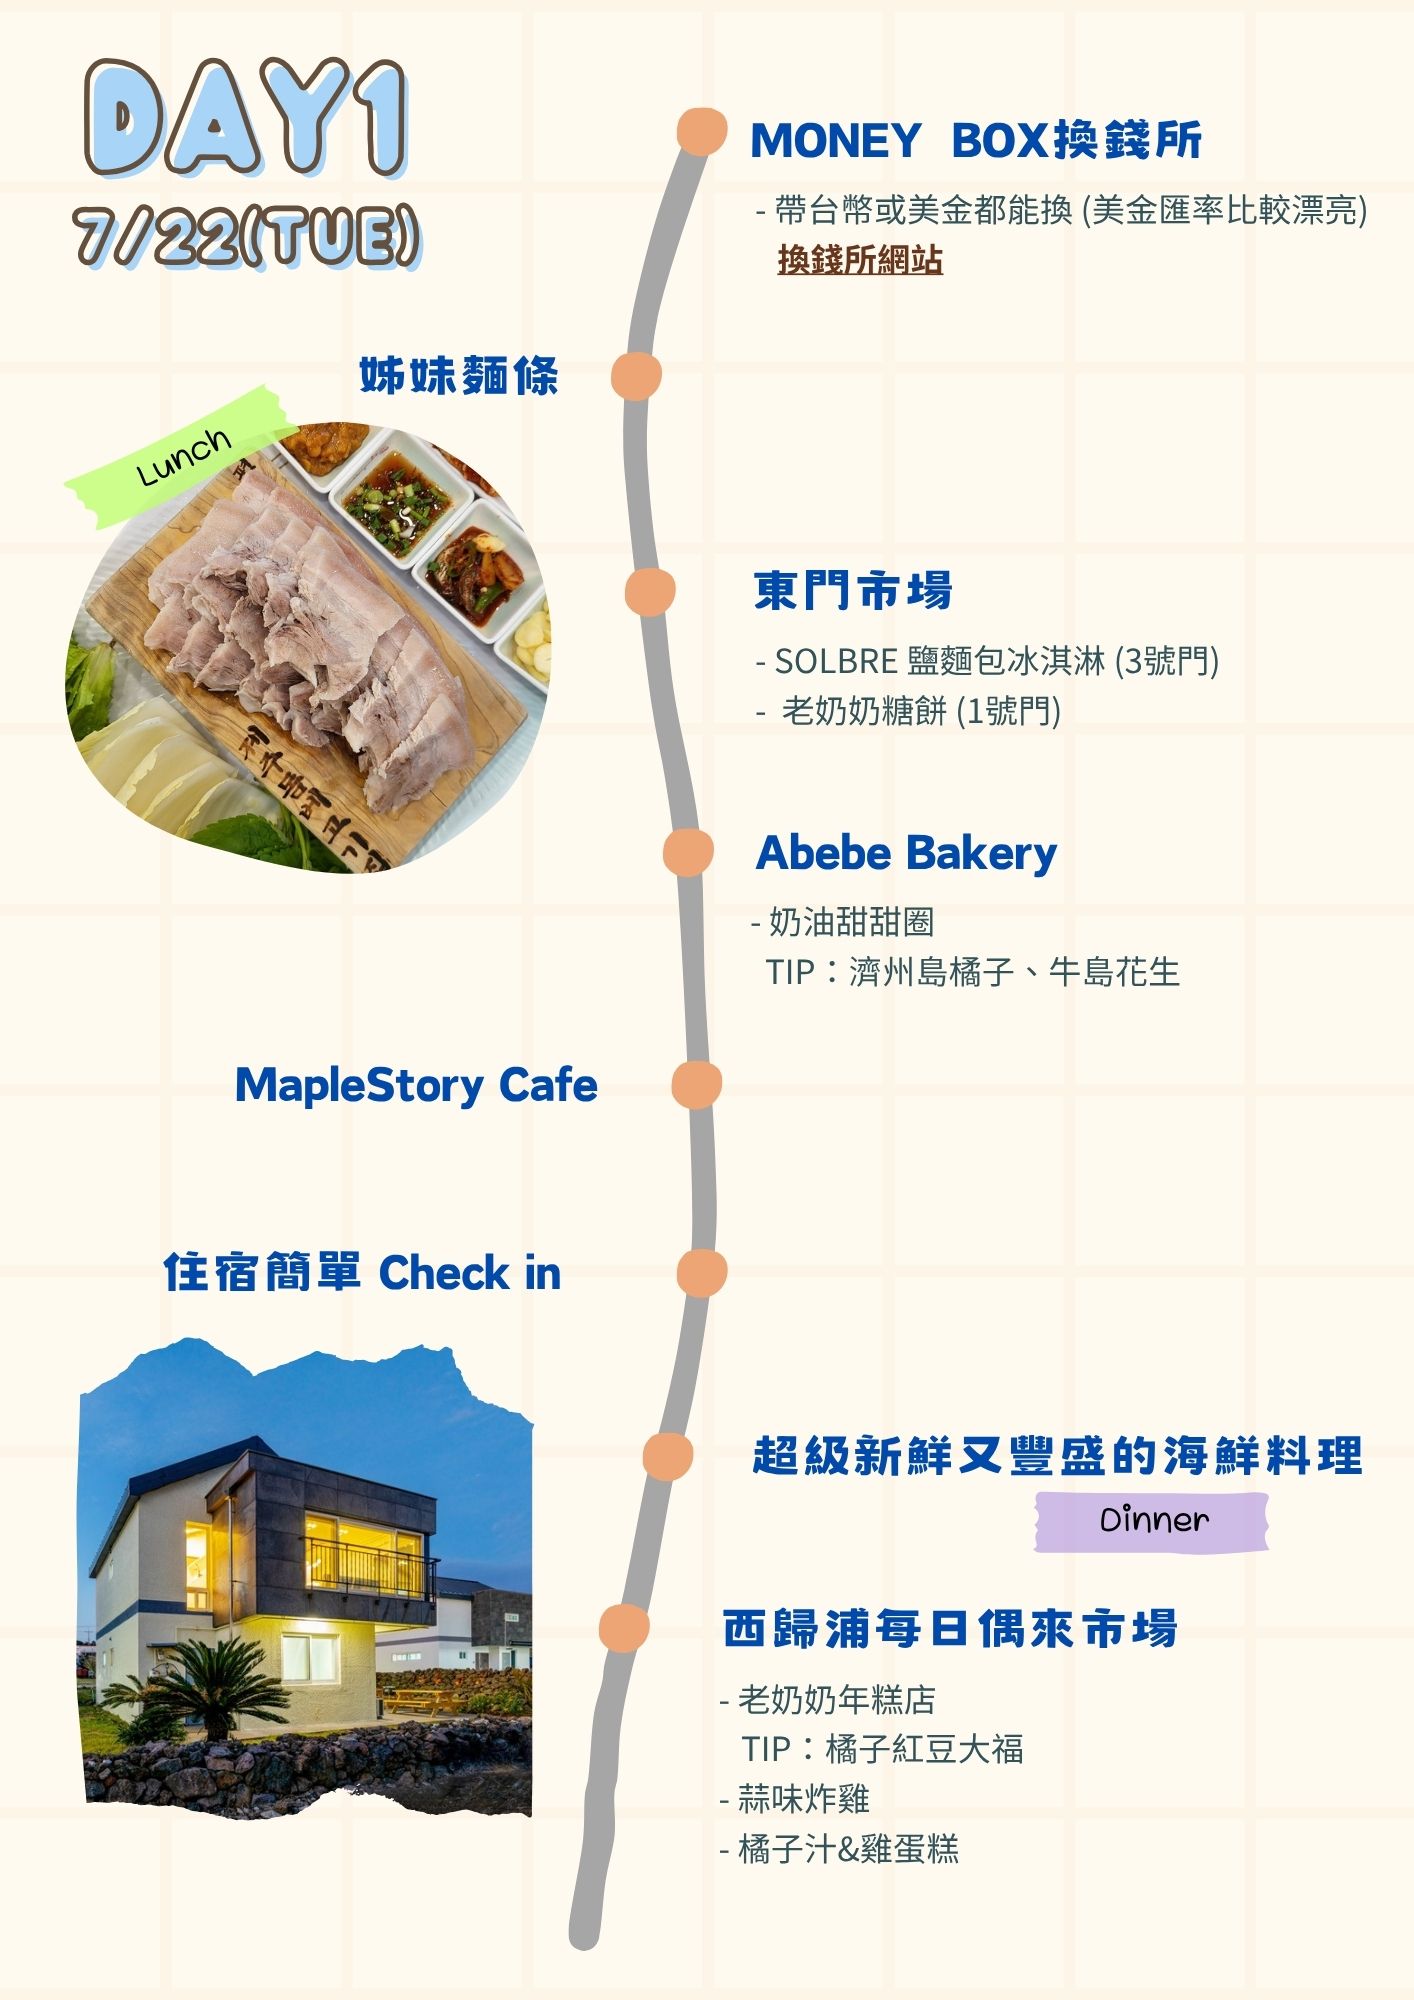 DAY1
7/22(TUE)
MONEY BOX換錢所
- 帶台幣或美金都能換 (美金匯率比較漂亮)
換錢所網站
姊妹麵條
Lunch
제주돔베고기
東門市場
- SOLBRE 鹽麵包冰淇淋 (3號門)
- 老奶奶糖餅 (1號門)
Abebe Bakery
- 奶油甜甜圈
TIP：濟州島橘子、牛島花生
MapleStory Cafe
住宿簡單 Check in
超級新鮮又豐盛的海鮮料理
Dinner
西歸浦每日偶來市場
- 老奶奶年糕店
TIP：橘子紅豆大福
- 蒜味炸雞
- 橘子汁&雞蛋糕